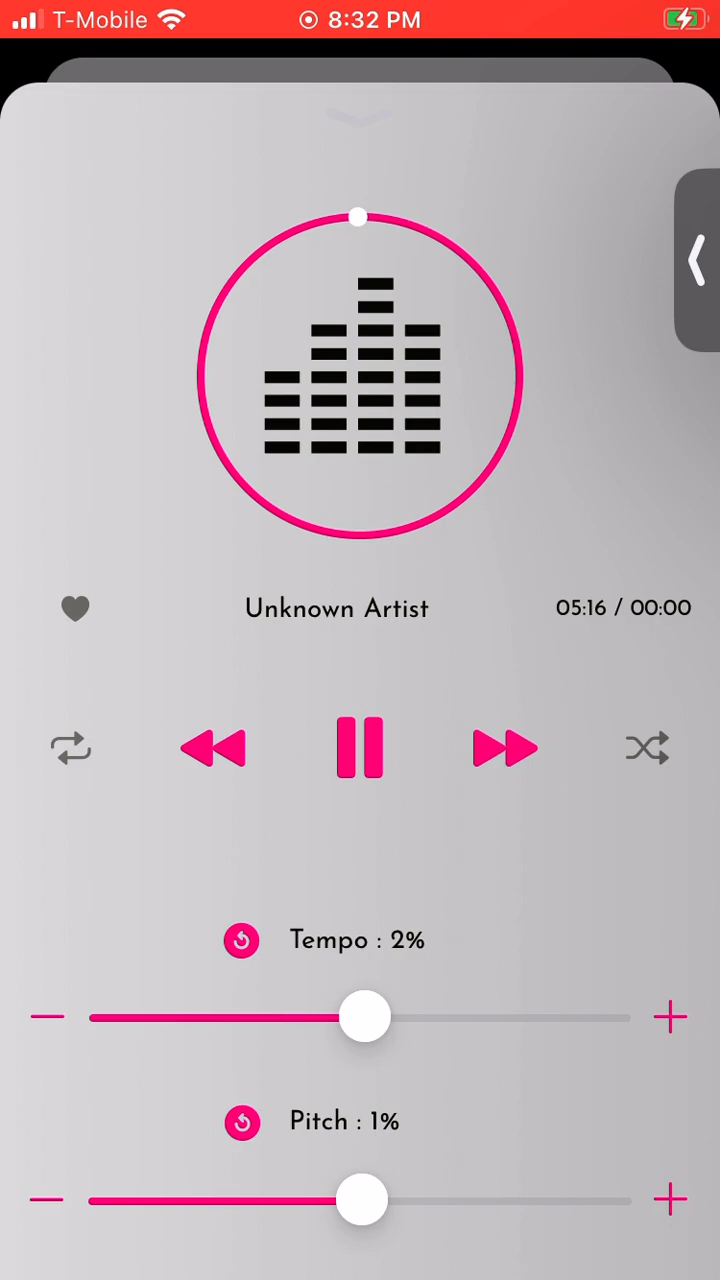 T-Mobile 8:32 PM
Unknown Artist 05:16 / 00:00
Tempo : 2%
Pitch : 1%